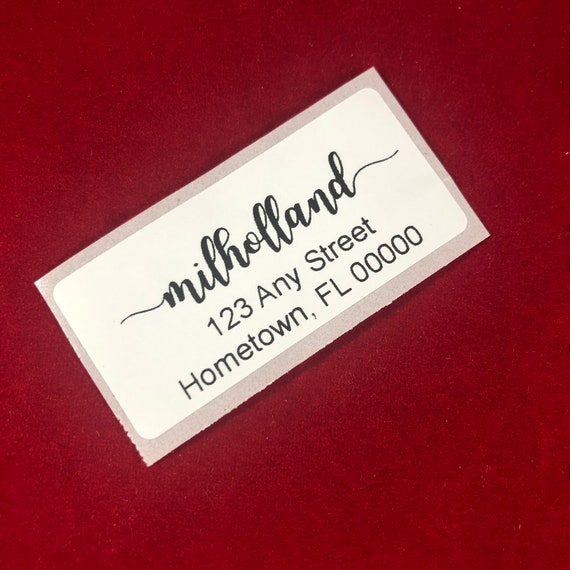 milholland
123 Any Street
Hometown, FL 00000